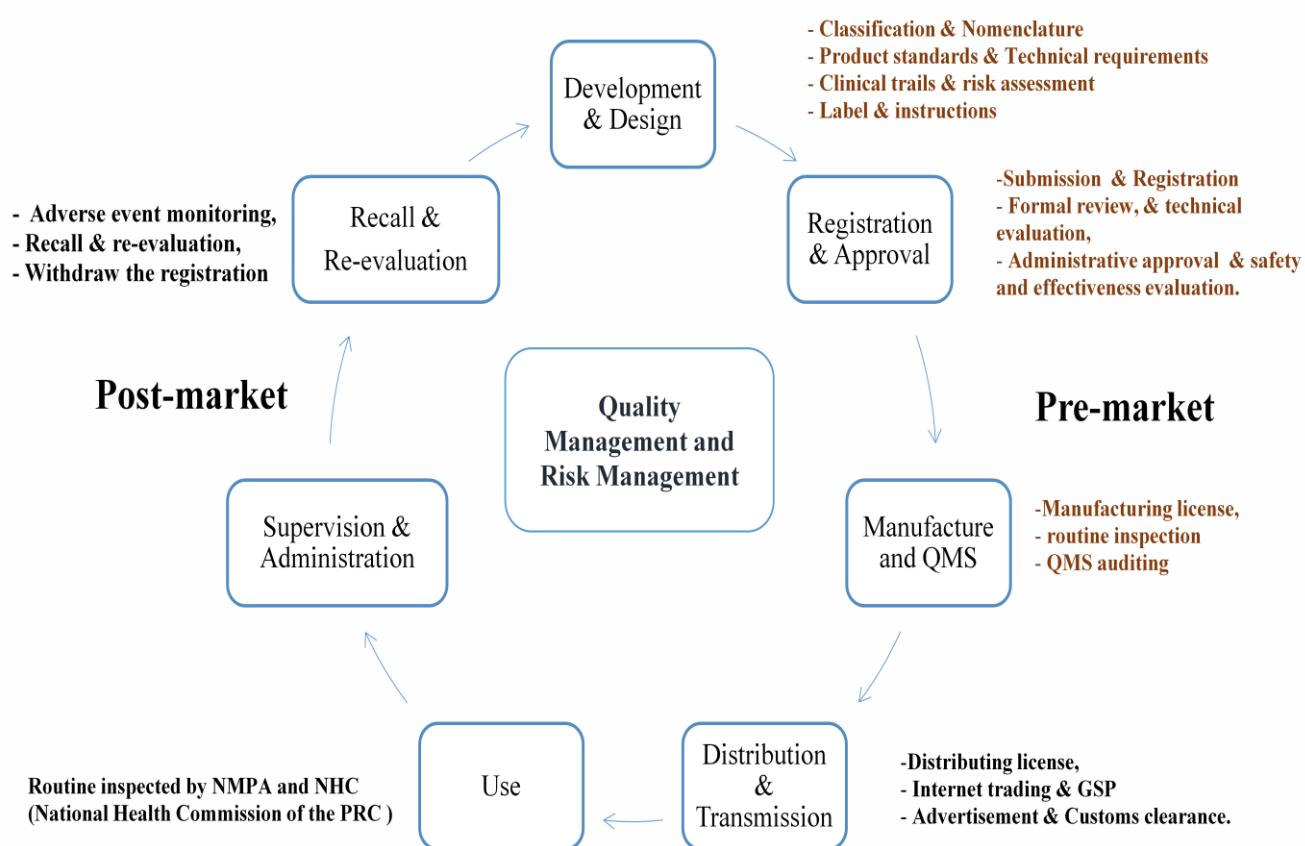 Development
& Design
- Classification & Nomenclature
- Product standards & Technical requirements
- Clinical trails & risk assessment
- Label & instructions
Registration
& Approval
-Submission & Registration
- Formal review, & technical
evaluation,
- Administrative approval & safety
and effectiveness evaluation.
Recall &
Re-evaluation
- Adverse event monitoring,
- Recall & re-evaluation,
- Withdraw the registration
Post-market
Quality
Management and
Risk Management
Pre-market
Supervision &
Administration
Manufacture
and QMS
-Manufacturing license,
- routine inspection
- QMS auditing
Use
Routine inspected by NMPA and NHC
(National Health Commission of the PRC )
Distribution
&
Transmission
-Distributing license,
- Internet trading & GSP
- Advertisement & Customs clearance.